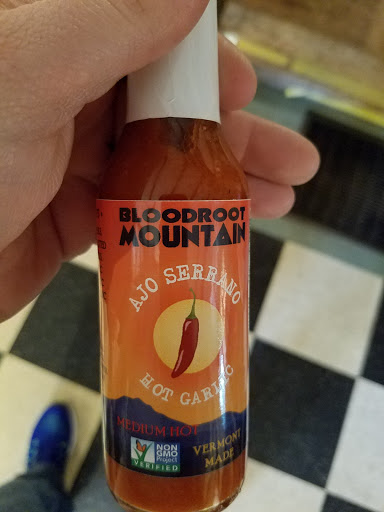 BLOODROOT
MOUNTAIN
AJO SERRANO
HOT GARLIC
MEDIUM HOT
NON
GMO
Project
VERIFIED
VERMONT
MADE